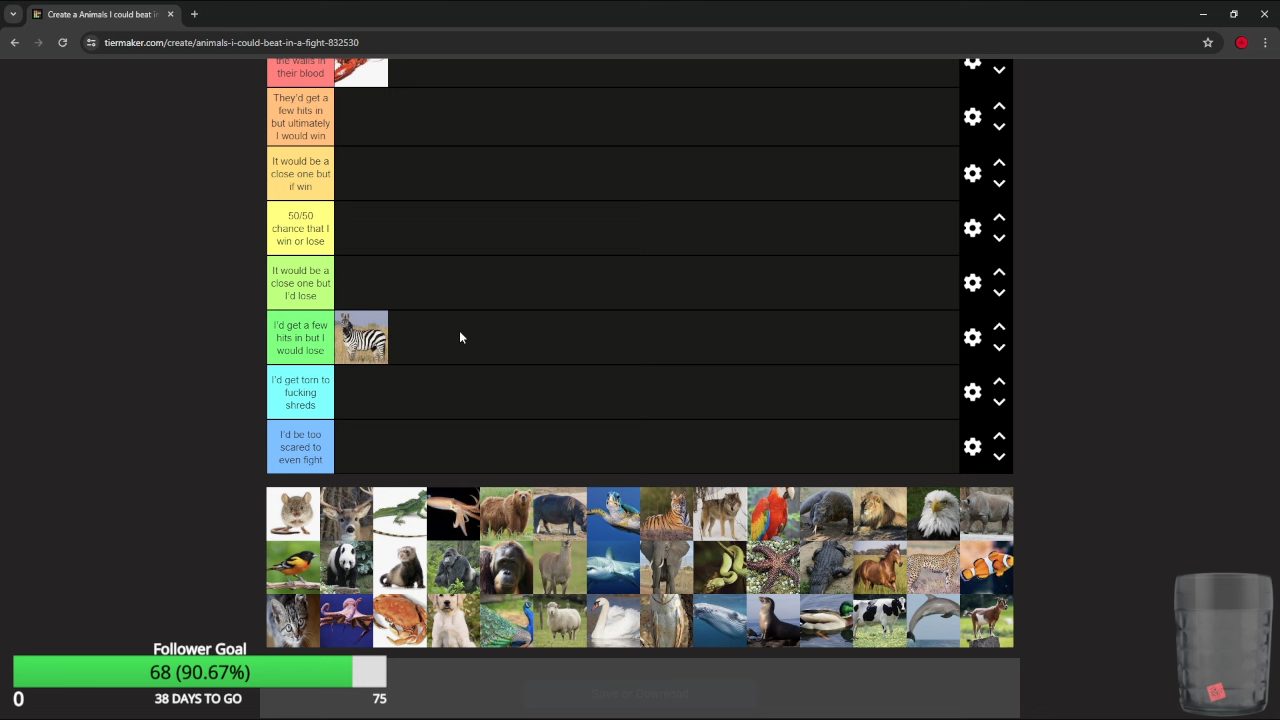 Create a Animals I could beat in
tiermaker.com/create/animals-i-could-beat-in-a-fight-832530
the walls in
their blood
They'd get a
few hits in
but ultimately
I would win
It would be a
close one but
if win
50/50
chance that I
win or lose
It would be a
close one but
I'd lose
I'd get a few
hits in but I
would lose
I'd get torn to
fucking
shreds
I'd be too
scared to
even fight
Save or Download
Follower Goal
68 (90.67%)
0 38 DAYS TO GO 75